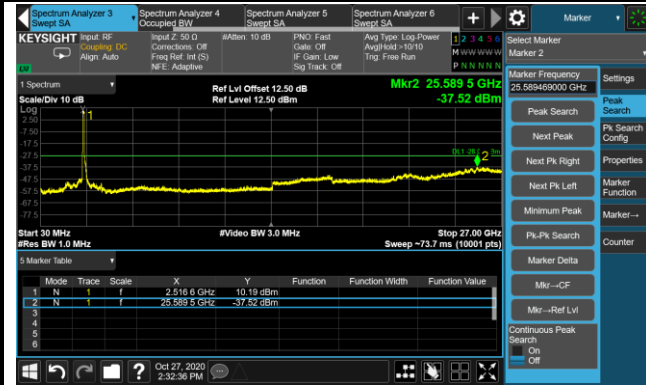 Spectrum Analyzer 3
Swept SA
Spectrum Analyzer 4
Occupied BW
Spectrum Analyzer 5
Swept SA
Spectrum Analyzer 6
Swept SA
+
Marker
KEYSIGHT
Input: RF
Coupling: DC
Align: Auto
Input Z: 50 Ω
Corrections: Off
Freq Ref: Int (S)
NFE: Adaptive
#Atten: 10 dB
PNO: Fast
Gate: Off
IF Gain: Low
Sig Track: Off
Avg Type: Log-Power
Avg|Hold:>10/10
Trig: Free Run
1 2 3 4 5 6
M W W W W W
P N N N N N
Select Marker
Marker 2
1 Spectrum
Scale/Div 10 dB
Ref Lvl Offset 12.50 dB
Ref Level 12.50 dBm
Mkr2 25.589 5 GHz
-37.52 dBm
Log
2.50
-7.50
-17.5
-27.5
-37.5
-47.5
-57.5
-67.5
-77.5
1
2
Start 30 MHz
#Res BW 1.0 MHz
#Video BW 3.0 MHz
Stop 27.00 GHz
Sweep ~73.7 ms (10001 pts)
5 Marker Table
Mode Trace Scale X Y Function Function Width Function Value
1 N 1 f 2.516 6 GHz 10.19 dBm
2 N 1 f 25.589 5 GHz -37.52 dBm
3
4
5
6
Marker Frequency
25.589469000 GHz
Peak Search
Next Peak
Next Pk Right
Next Pk Left
Minimum Peak
Pk-Pk Search
Marker Delta
Mkr→CF
Mkr→Ref Lvl
Continuous Peak
Search
On
Off
Settings
Peak
Search
Pk Search
Config
Properties
Marker
Function
Marker→
Counter
?
Oct 27, 2020
2:32:36 PM